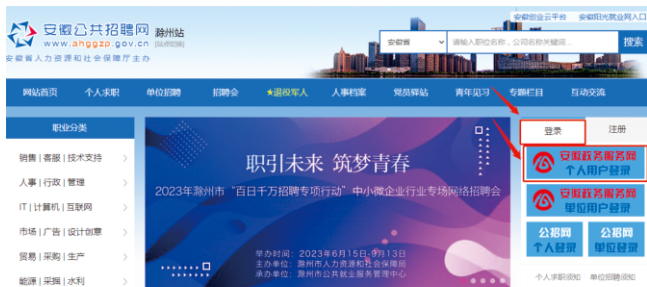 安徽创业云平台 安徽阳光就业网入口
安徽公共招聘网 滁州站
www.ahggzp.gov.cn [站点切换]
安徽省人力资源和社会保障厅主办
安徽省 请输入职位名称，公司名称关键词... 搜索
网站首页 个人求职 单位招聘 招聘会 ★退役军人 人事档案 党员驿站 青年见习 专题栏目 互动交流
职业分类
销售 | 客服 | 技术支持 >
人事 | 行政 | 管理 >
IT | 计算机 | 互联网 >
市场 | 广告 | 设计创意 >
贸易 | 采购 | 生产 >
能源 | 采掘 | 水利 >
职引未来 筑梦青春
2023年滁州市“百日千万招聘专项行动”中小微企业行业专场网络招聘会
举办时间：2023年6月15日-9月13日
主办单位：滁州市人力资源和社会保障局
承办单位：滁州市公共就业服务管理中心
登录 注册
安徽政务服务网
个人用户登录
安徽政务服务网
单位用户登录
公招网 公招网
个人登录 单位登录
个人求职须知 单位招聘须知